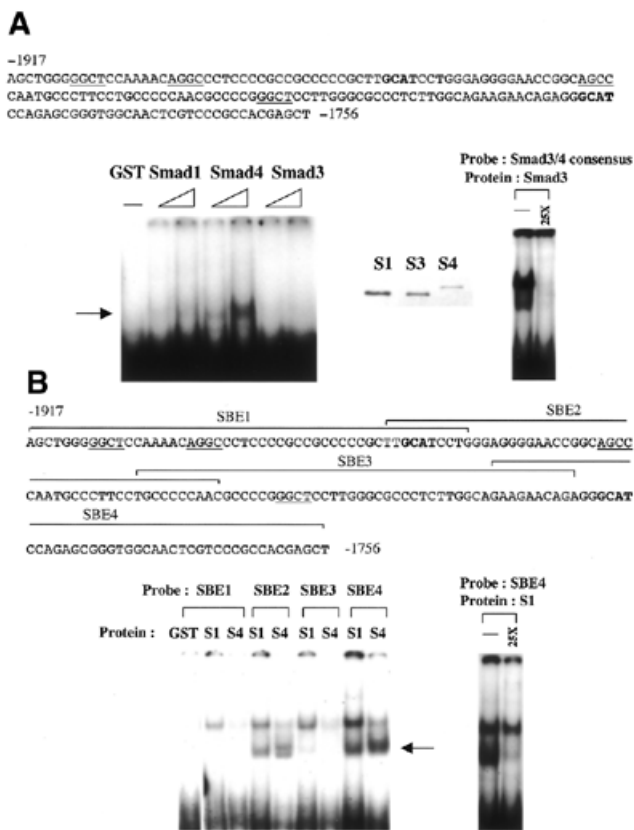 A
-1917
AGCTGGGGGCTCCAAAACAGGCCCTCCCCGCCGCCCCCGCTTGCATCCTGGGAGGGGAACCGGCAGCC
CAATGCCCTTCCTGCCCCCAACGCCCCGGGCTCCTTGGGCGCCCTCTTGGCAGAAGAACAGAGGGCAT
CCAGAGCGGGTGGCAACTCGTCCCGCCACGAGCT -1756
GST Smad1 Smad4 Smad3
—
Probe : Smad3/4 consensus
Protein : Smad3
— 25X
S1 S3 S4
B
-1917 SBE1 SBE2
AGCTGGGGGCTCCAAAACAGGCCCTCCCCGCCGCCCCCGCTTGCATCCTGGGAGGGGAACCGGCAGCC
SBE3
CAATGCCCTTCCTGCCCCCAACGCCCCGGGCTCCTTGGGCGCCCTCTTGGCAGAAGAACAGAGGGCAT
SBE4
CCAGAGCGGGTGGCAACTCGTCCCGCCACGAGCT -1756
Probe : SBE1 SBE2 SBE3 SBE4
Protein : GST S1 S4 S1 S4 S1 S4 S1 S4
Probe : SBE4
Protein : S1
— 25X